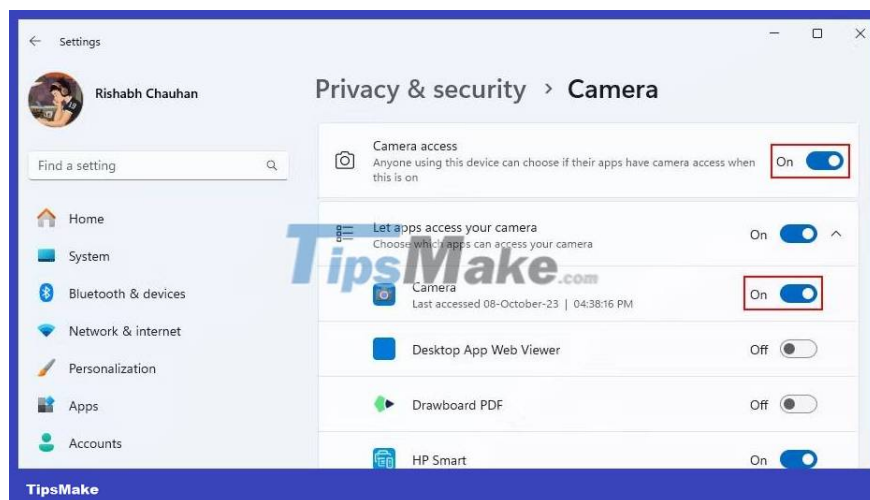 Settings
Rishabh Chauhan
Find a setting
Home
System
Bluetooth & devices
Network & internet
Personalization
Apps
Accounts
Privacy & security > Camera
Camera access
Anyone using this device can choose if their apps have camera access when
this is on
On
Let apps access your camera
Choose which apps can access your camera
On
Camera
Last accessed 08-October-23 | 04:38:16 PM
On
Desktop App Web Viewer
Off
Drawboard PDF
Off
HP Smart
On
TipsMake.com
TipsMake